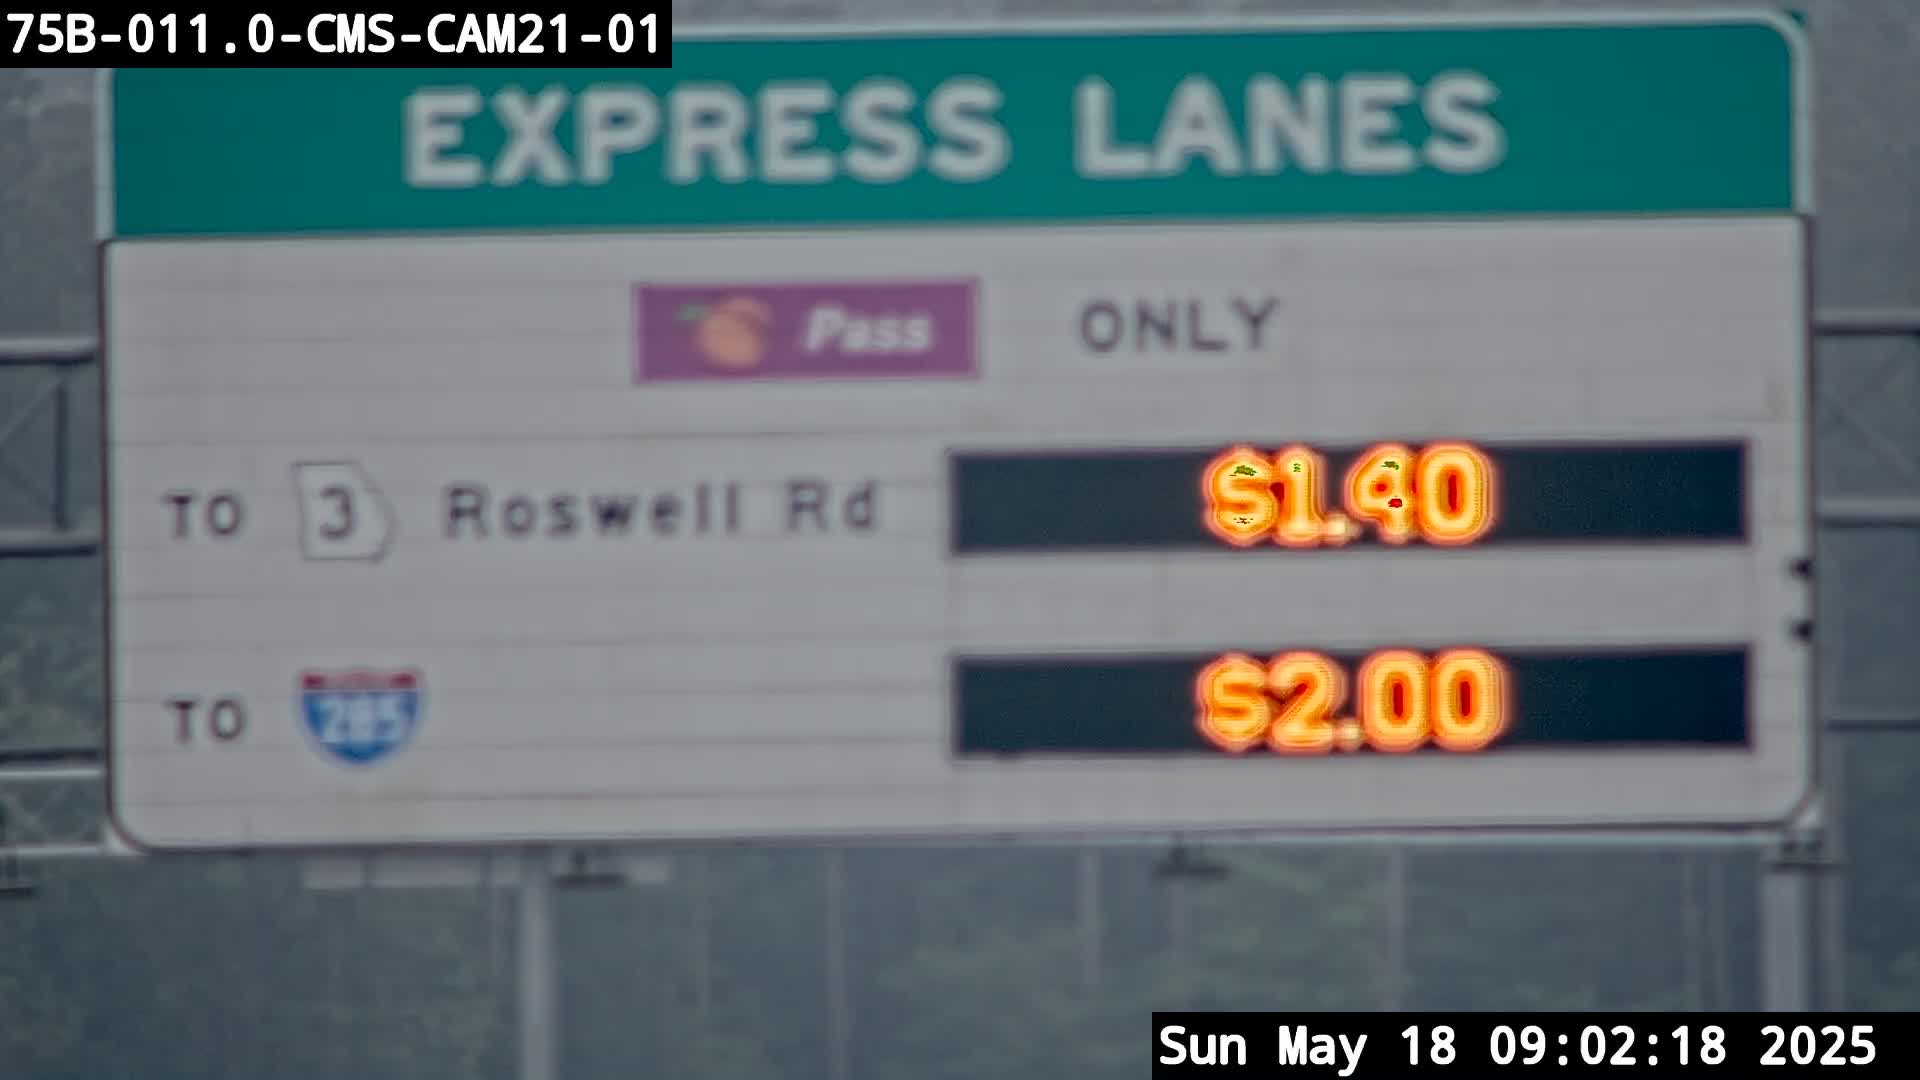 75B-011.0-CMS-CAM21-01
EXPRESS LANES
Pass ONLY
TO 3 Roswell Rd $1.40
TO 285 $2.00
Sun May 18 09:02:18 2025